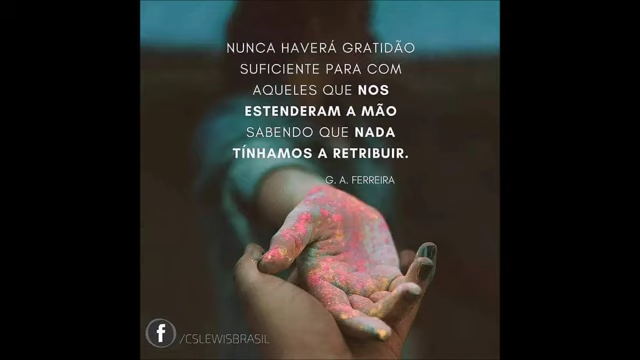 NUNCA HAVERÁ GRATIDÃO
SUFICIENTE PARA COM
AQUELES QUE NOS
ESTENDERAM A MÃO
SABENDO QUE NADA
TÍNHAMOS A RETRIBUIR.
G. A. FERREIRA
f /CSLEWISBRASIL